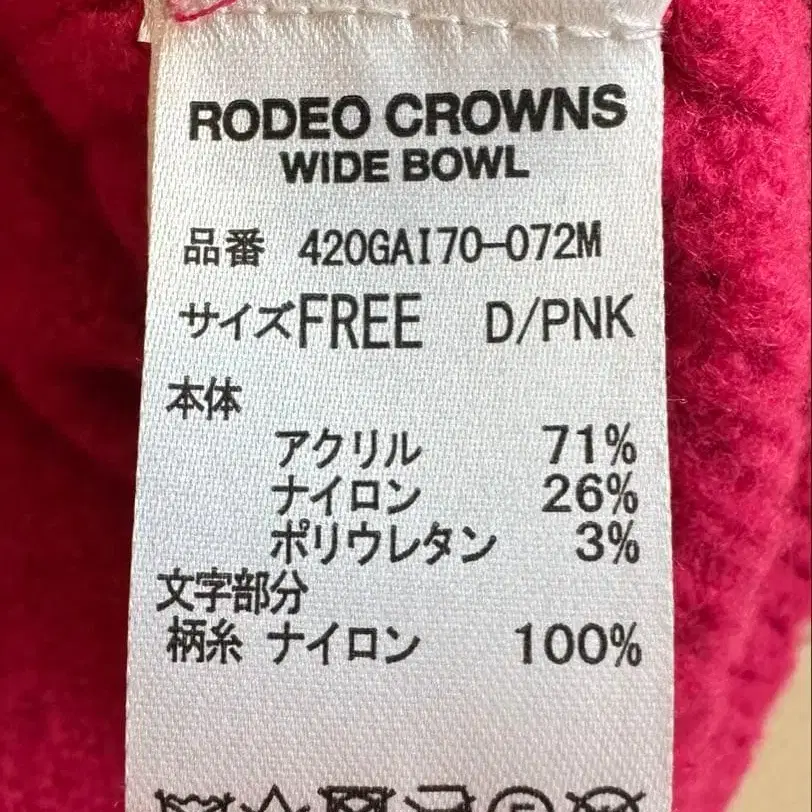 RODEO CROWNS
WIDE BOWL
品番 420GAI70-072M
サイズFREE D/PNK
本体
アクリル 71%
ナイロン 26%
ポリウレタン 3%
文字部分
柄糸 ナイロン 100%